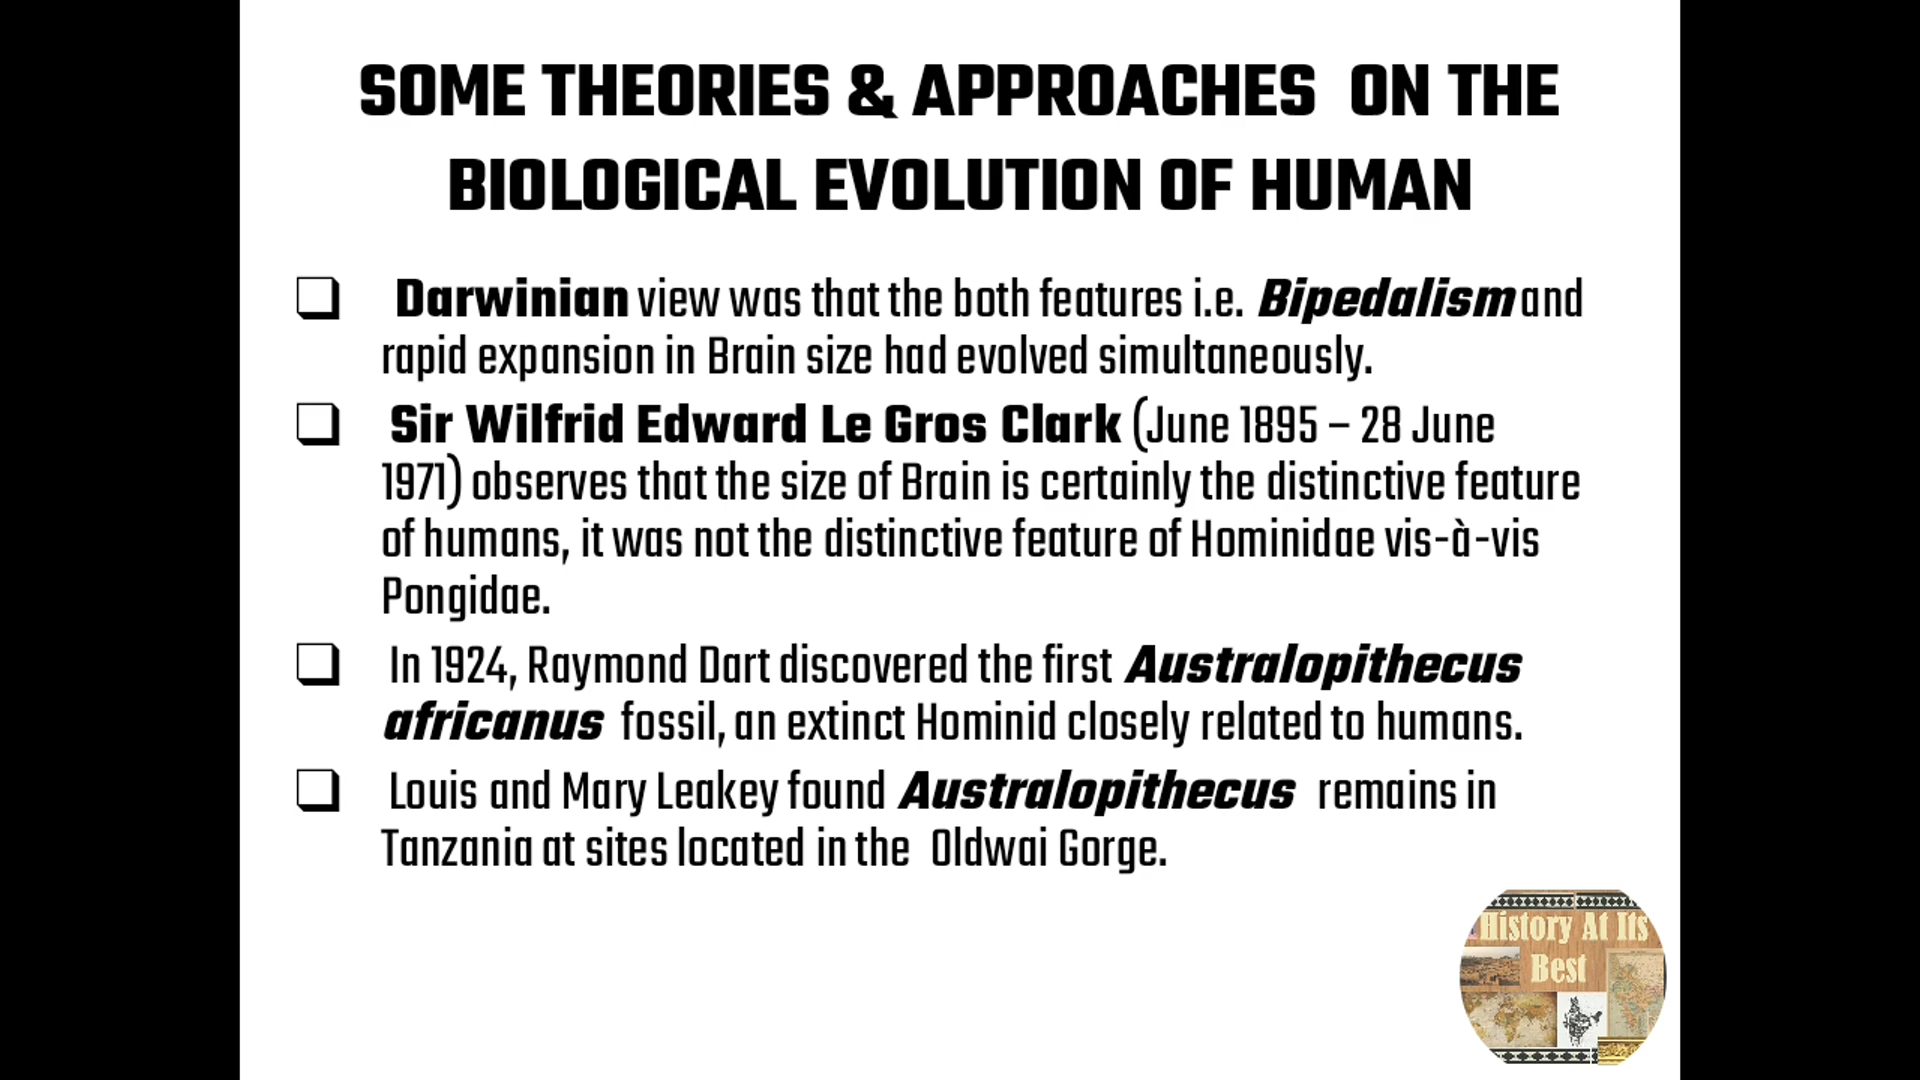 SOME THEORIES & APPROACHES ON THE
BIOLOGICAL EVOLUTION OF HUMAN
Darwinian view was that the both features i.e. Bipedalism and
rapid expansion in Brain size had evolved simultaneously.
Sir Wilfrid Edward Le Gros Clark (June 1895 – 28 June
1971) observes that the size of Brain is certainly the distinctive feature
of humans, it was not the distinctive feature of Hominidae vis-à-vis
Pongidae.
In 1924, Raymond Dart discovered the first Australopithecus
africanus fossil, an extinct Hominid closely related to humans.
Louis and Mary Leakey found Australopithecus remains in
Tanzania at sites located in the Oldwai Gorge.
History At Its
Best